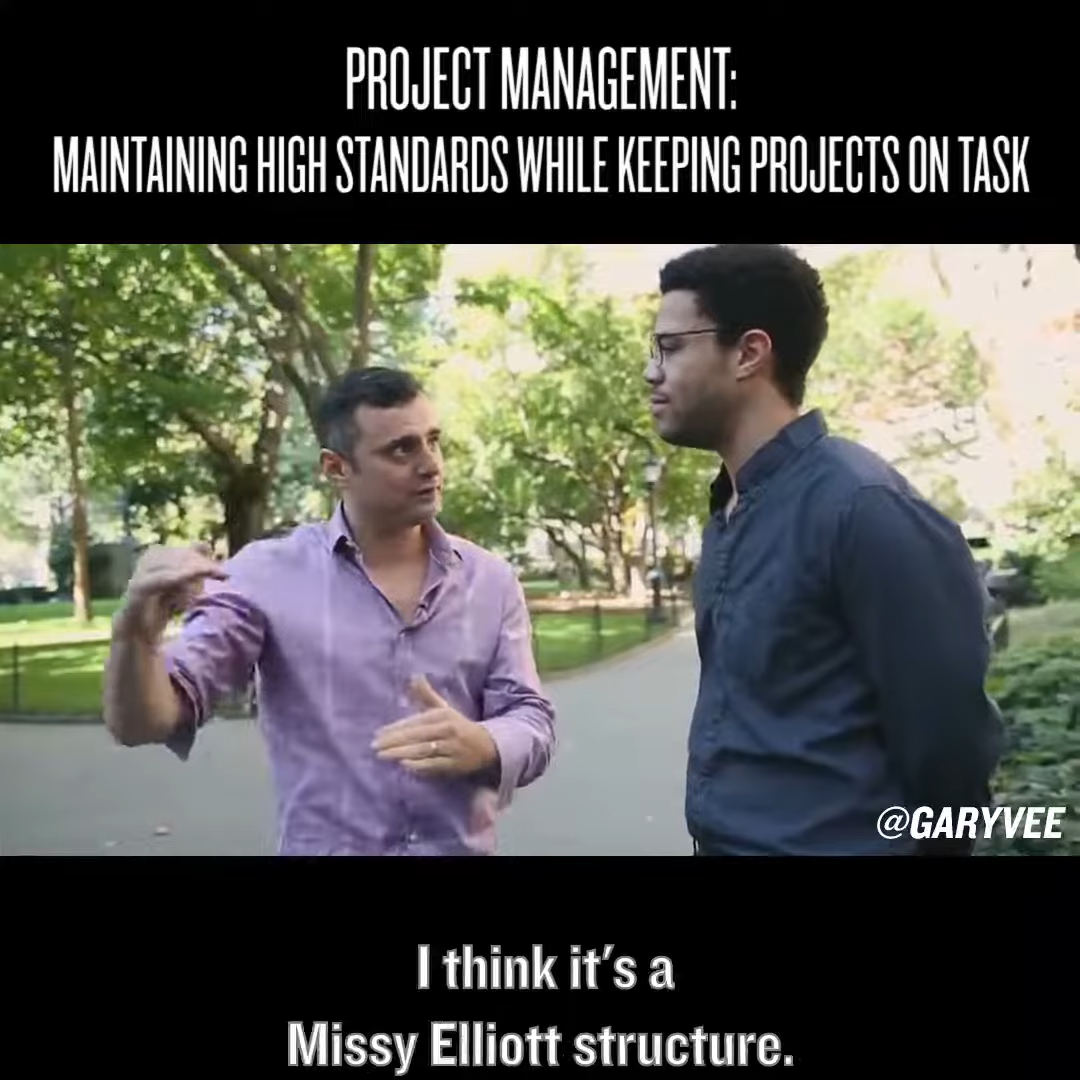 PROJECT MANAGEMENT:
MAINTAINING HIGH STANDARDS WHILE KEEPING PROJECTS ON TASK
@GARYVEE
I think it's a
Missy Elliott structure.